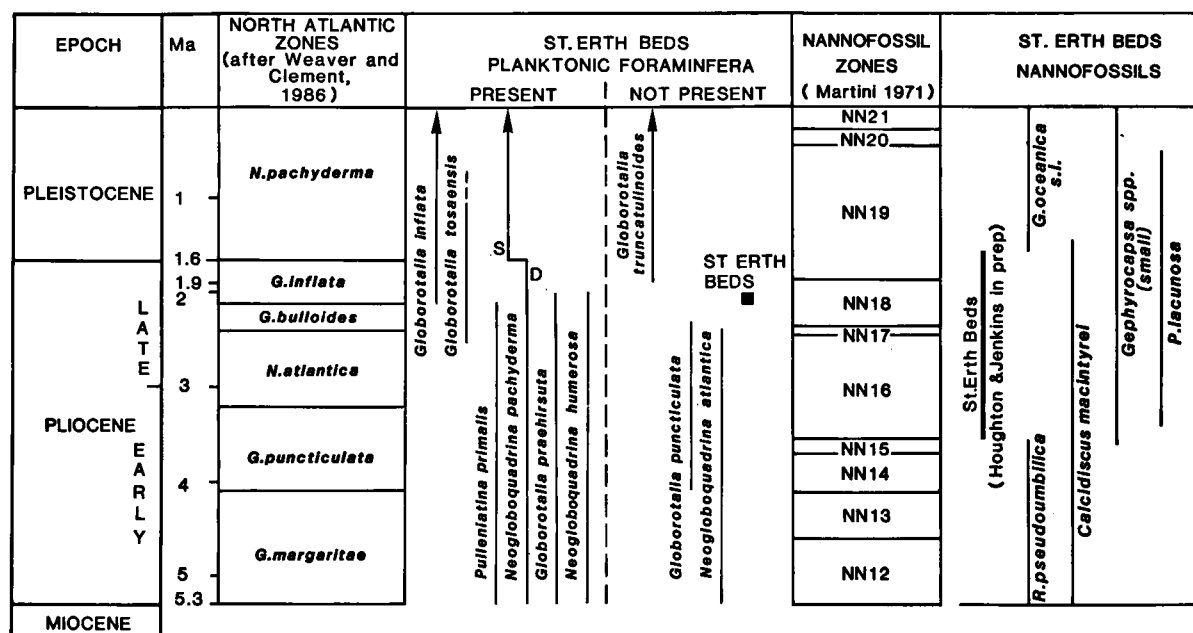 EPOCH
Ma
NORTH ATLANTIC
ZONES
(after Weaver and
Clement,
1986)
ST. ERTH BEDS
PLANKTONIC FORAMINFERA
PRESENT
NOT PRESENT
NANNOFOSSIL
ZONES
( Martini 1971)
ST. ERTH BEDS
NANNOFOSSILS
PLEISTOCENE
LATE
PLIOCENE
EARLY
MIOCENE
1
1.6
1.9
2
3
4
5
5.3
N.pachyderma
G.inflata
G.bulloides
N.atlantica
G.puncticulata
G.margaritae
Globorotalia inflata
Globorotalia tosaensis
S
D
Pulleniatina primalis
Neogloboquadrina pachyderma
Globorotalia praehirsuta
Neogloboquadrina humerosa
Globorotalia
truncatulinoides
ST ERTH
BEDS
Globorotalia puncticulata
Neogloboquadrina atlantica
NN21
NN20
NN19
NN18
NN17
NN16
NN15
NN14
NN13
NN12
St.Erth Beds
(Houghton &Jenkins in prep)
G.oceanica
s.l.
R.pseudoumbilica
Calcidiscus macintyrei
Gephyrocapsa spp.
(small)
P.lacunosa